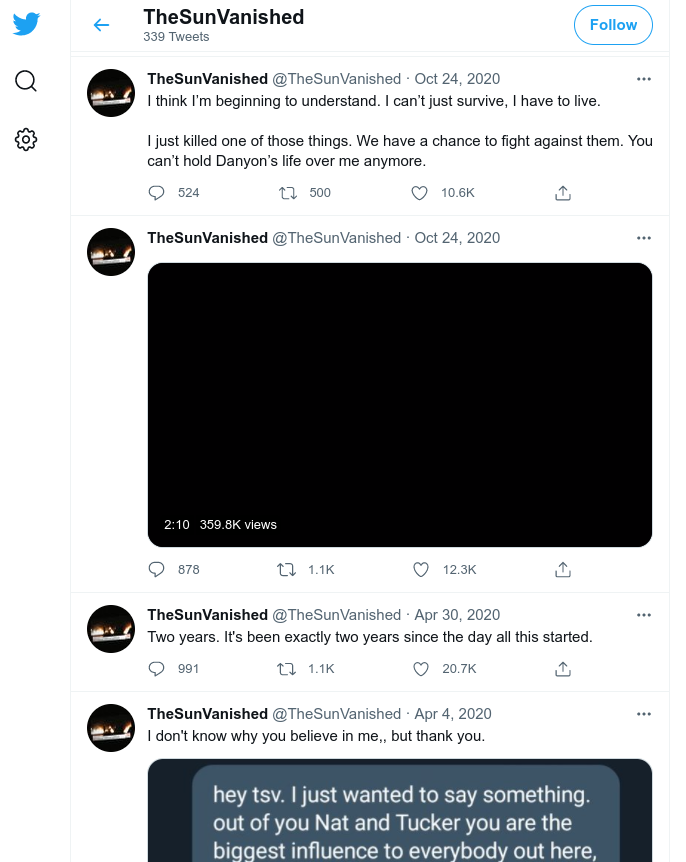 TheSunVanished
339 Tweets
Follow
TheSunVanished @TheSunVanished · Oct 24, 2020
I think I’m beginning to understand. I can’t just survive, I have to live.
I just killed one of those things. We have a chance to fight against them. You
can’t hold Danyon’s life over me anymore.
524 500 10.6K
TheSunVanished @TheSunVanished · Oct 24, 2020
2:10 359.8K views
878 1.1K 12.3K
TheSunVanished @TheSunVanished · Apr 30, 2020
Two years. It's been exactly two years since the day all this started.
991 1.1K 20.7K
TheSunVanished @TheSunVanished · Apr 4, 2020
I don't know why you believe in me,, but thank you.
hey tsv. I just wanted to say something.
out of you Nat and Tucker you are the
biggest influence to everybody out here,